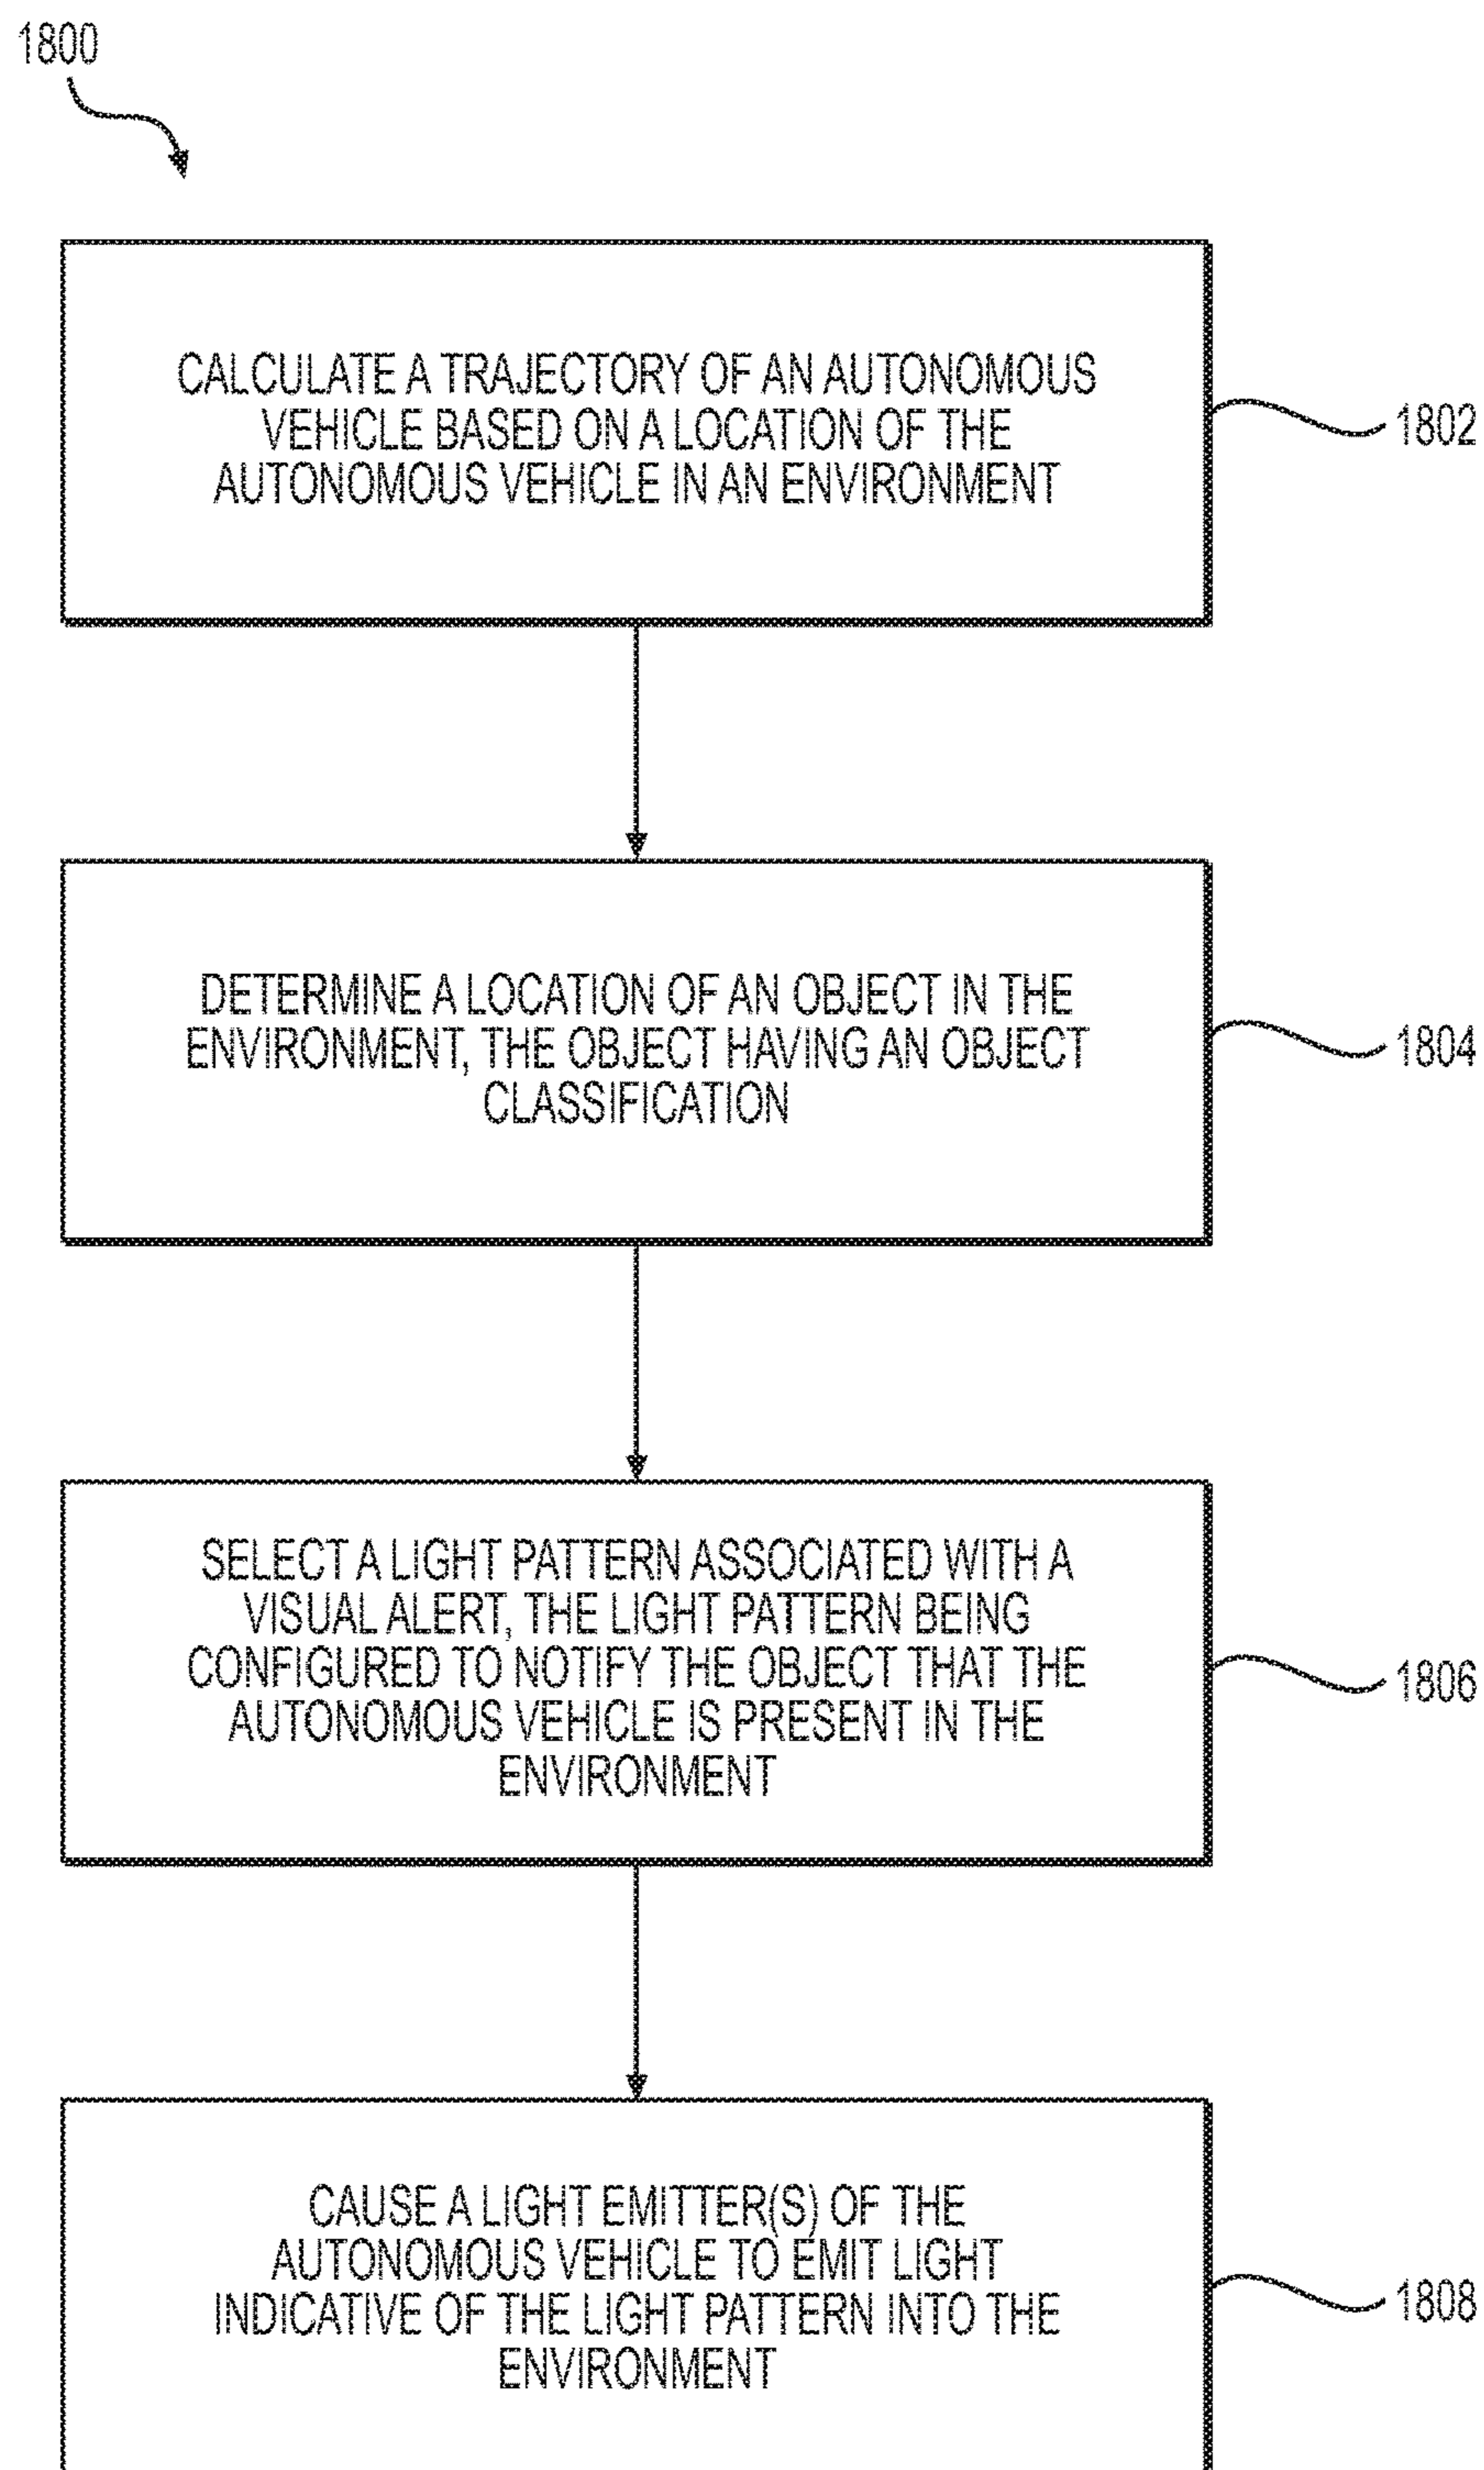 1800
CALCULATE A TRAJECTORY OF AN AUTONOMOUS
VEHICLE BASED ON A LOCATION OF THE
AUTONOMOUS VEHICLE IN AN ENVIRONMENT
1802
DETERMINE A LOCATION OF AN OBJECT IN THE
ENVIRONMENT, THE OBJECT HAVING AN OBJECT
CLASSIFICATION
1804
SELECT A LIGHT PATTERN ASSOCIATED WITH A
VISUAL ALERT, THE LIGHT PATTERN BEING
CONFIGURED TO NOTIFY THE OBJECT THAT THE
AUTONOMOUS VEHICLE IS PRESENT IN THE
ENVIRONMENT
1806
CAUSE A LIGHT EMITTER(S) OF THE
AUTONOMOUS VEHICLE TO EMIT LIGHT
INDICATIVE OF THE LIGHT PATTERN INTO THE
ENVIRONMENT
1808